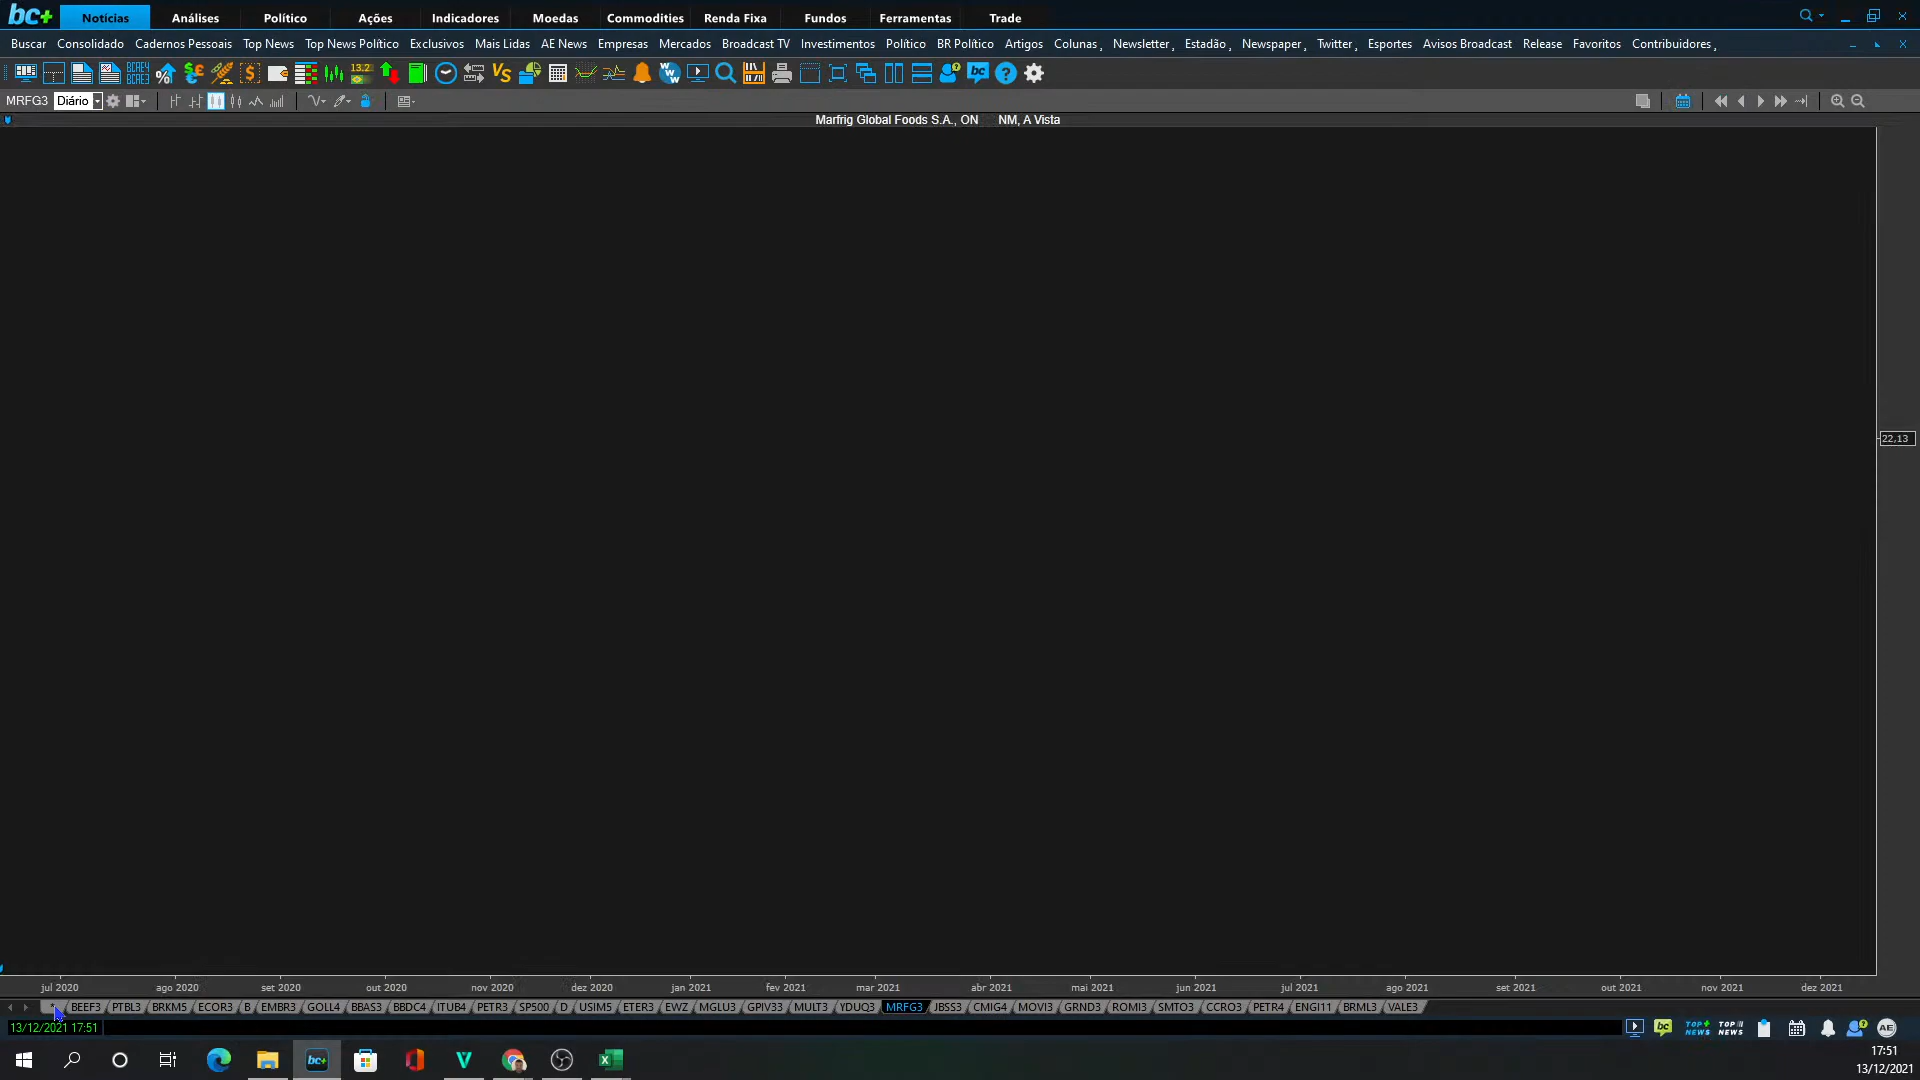 bc+ Notícias Análises Político Ações Indicadores Moedas Commodities Renda Fixa Fundos Ferramentas Trade
Buscar Consolidado Cadernos Pessoais Top News Top News Político Exclusivos Mais Lidas AE News Empresas Mercados Broadcast TV Investimentos Político BR Político Artigos Colunas Newsletter Estadão Newspaper Twitter Esportes Avisos Broadcast Release Favoritos Contribuidores
MRFG3 Diário
Marfrig Global Foods S.A., ON NM, A Vista
22,13
jul 2020 ago 2020 set 2020 out 2020 nov 2020 dez 2020 jan 2021 fev 2021 mar 2021 abr 2021 mai 2021 jun 2021 jul 2021 ago 2021 set 2021 out 2021 nov 2021 dez 2021
* BEEF3 PTBL3 BRKM5 ECOR3 B EMBR3 GOLL4 BBAS3 BBDC4 ITUB4 PETR3 SP500 D USIM5 ETER3 EWZ MGLU3 GPIV33 MULT3 YDUQ3 MRFG3 JBSS3 CMIG4 MOVI3 GRND3 ROMI3 SMTO3 CCRO3 PETR4 ENGI11 BRML3 VALE3
13/12/2021 17:51 bc TOP+ NEWS TOP NEWS AE
bc+
17:51
13/12/2021